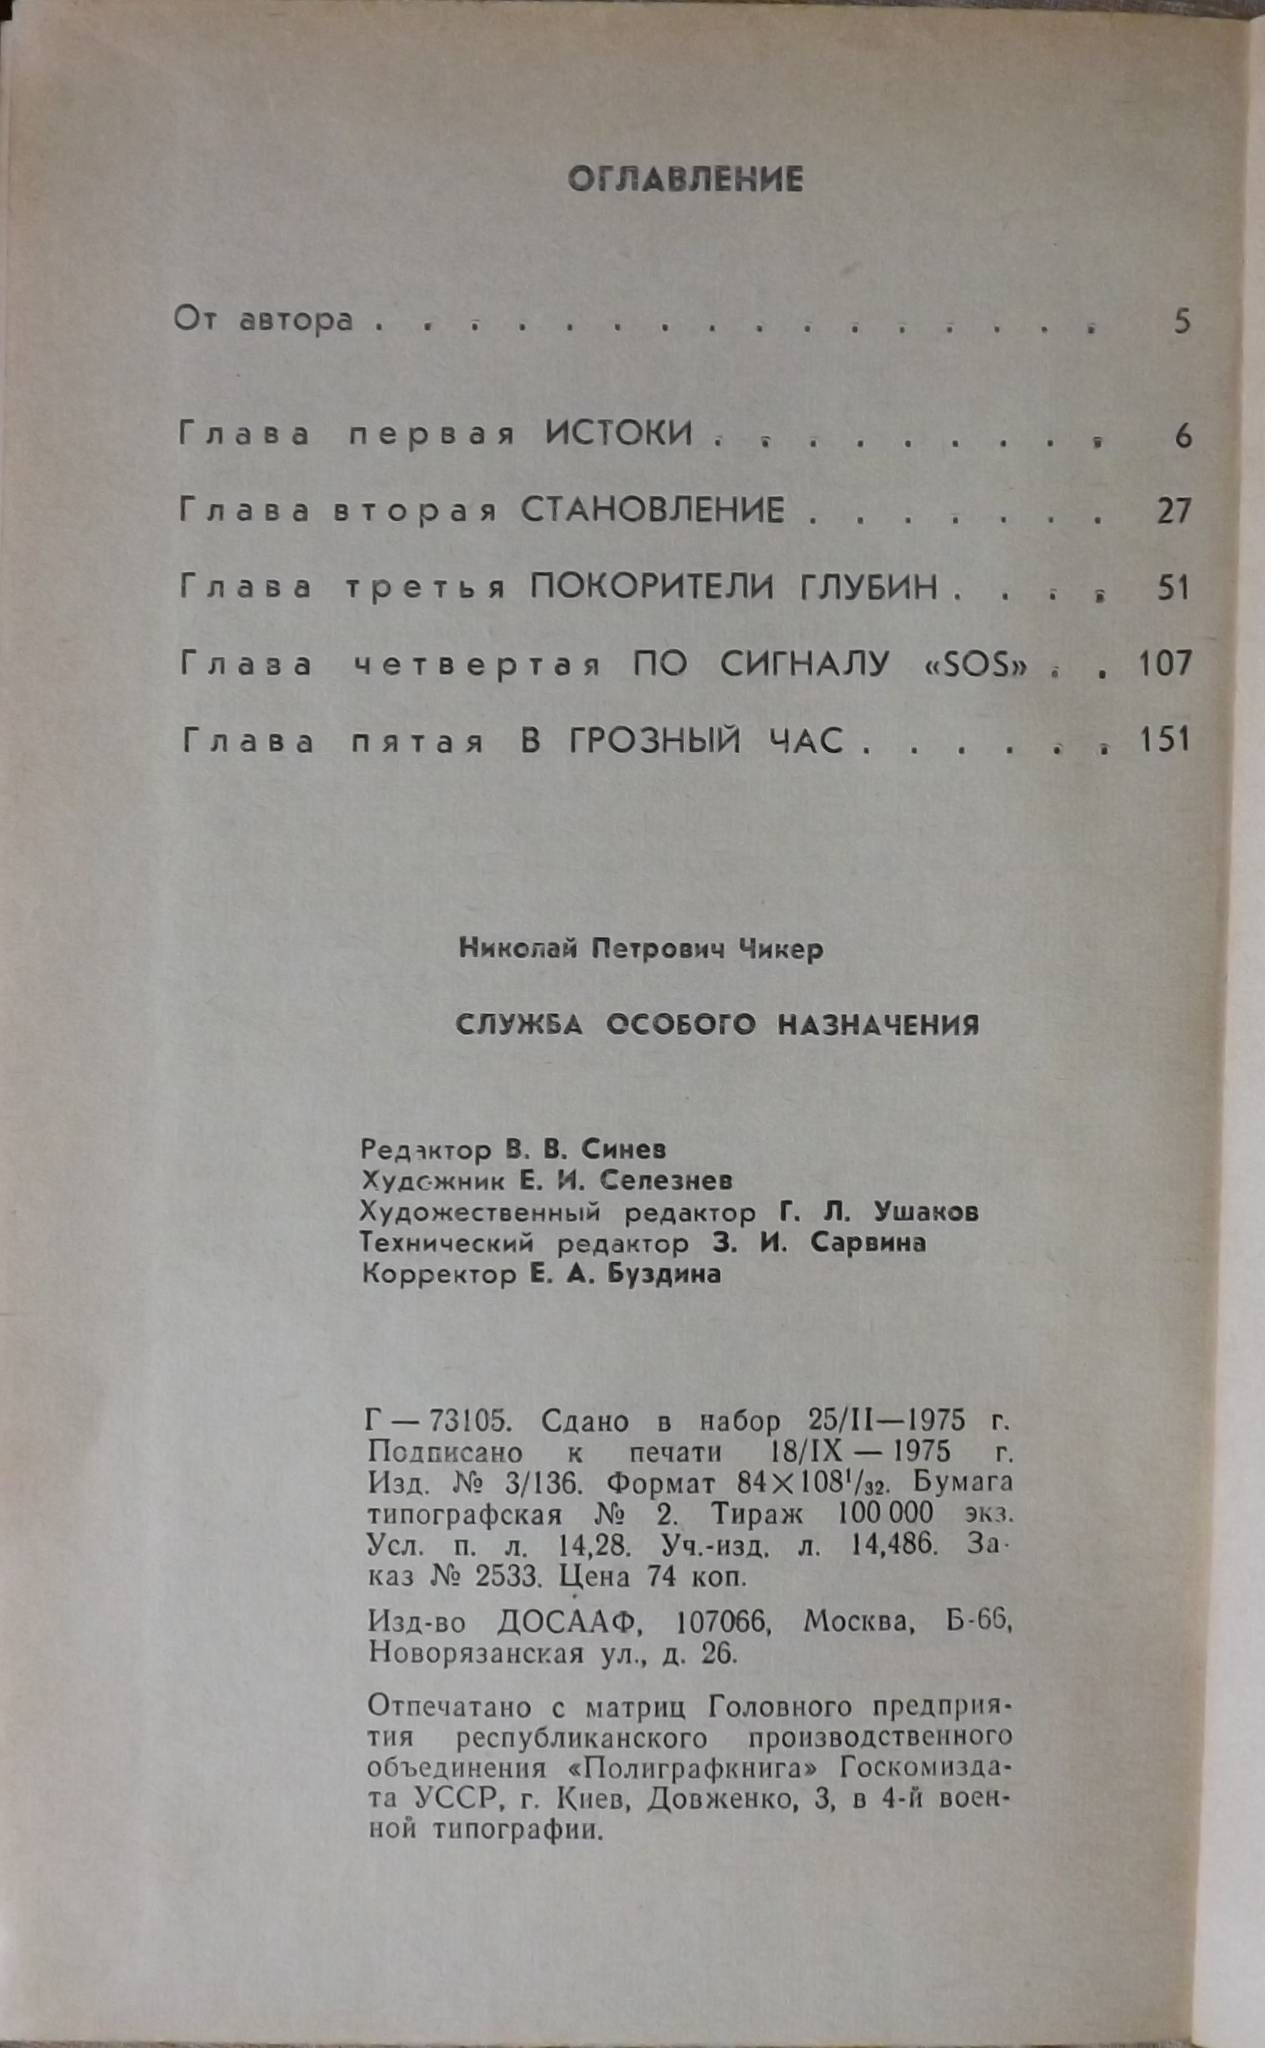 ОГЛАВЛЕНИЕ
От автора . . . . . . . . . . . . . . . . 5
Глава первая ИСТОКИ . . . . . . . . . 6
Глава вторая СТАНОВЛЕНИЕ . . . . . . . 27
Глава третья ПОКОРИТЕЛИ ГЛУБИН . . . . 51
Глава четвертая ПО СИГНАЛУ «SOS» . . 107
Глава пятая В ГРОЗНЫЙ ЧАС . . . . . . 151
Николай Петрович Чикер
СЛУЖБА ОСОБОГО НАЗНАЧЕНИЯ
Редактор В. В. Синев
Художник Е. И. Селезнев
Художественный редактор Г. Л. Ушаков
Технический редактор З. И. Сарвина
Корректор Е. А. Буздина
Г — 73105. Сдано в набор 25/II—1975 г.
Подписано к печати 18/IX — 1975 г.
Изд. № 3/136. Формат 84×108¹/₃₂. Бумага
типографская № 2. Тираж 100 000 экз.
Усл. п. л. 14,28. Уч.-изд. л. 14,486. За-
каз № 2533. Цена 74 коп.
Изд-во ДОСААФ, 107066, Москва, Б-66,
Новорязанская ул., д. 26.
Отпечатано с матриц Головного предприя-
тия республиканского производственного
объединения «Полиграфкнига» Госкомизда-
та УССР, г. Киев, Довженко, 3, в 4-й воен-
ной типографии.